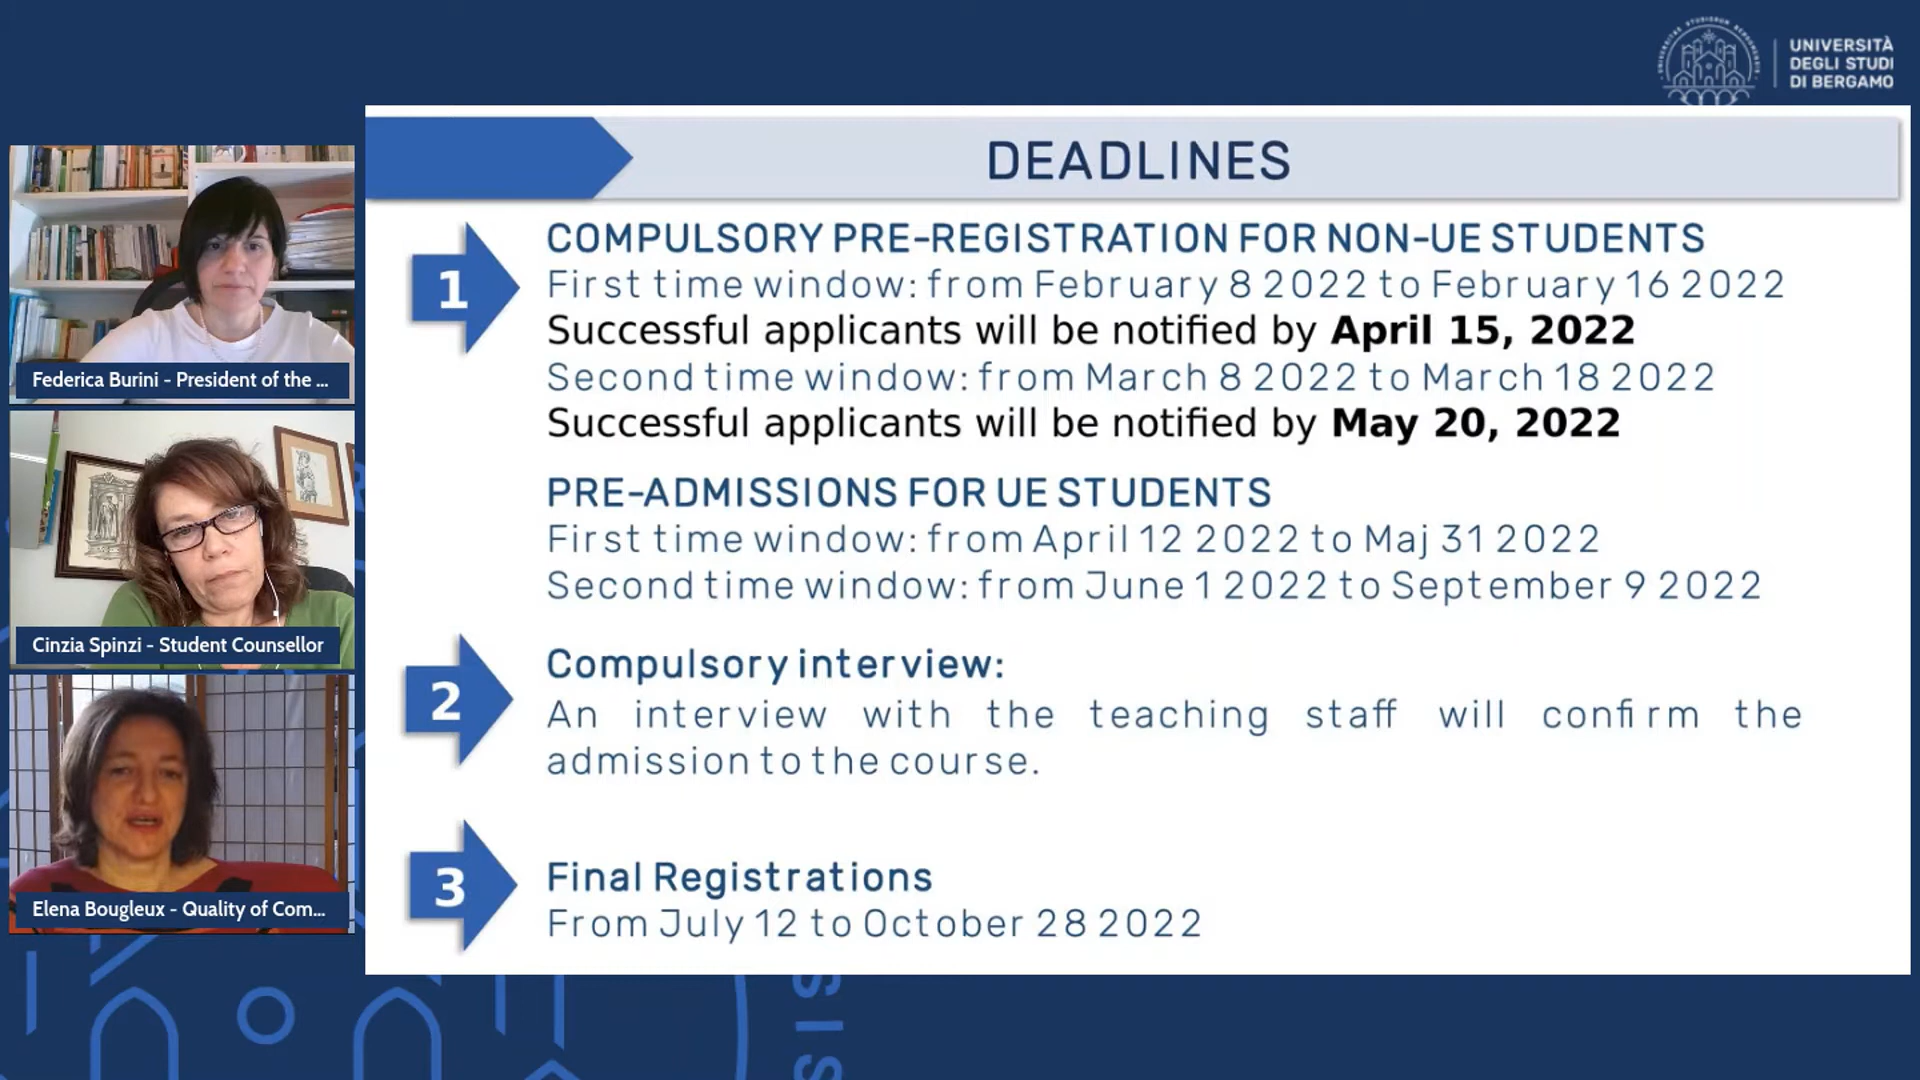 UNIVERSITÀ
DEGLI STUDI
DI BERGAMO
DEADLINES
1
COMPULSORY PRE-REGISTRATION FOR NON-UE STUDENTS
First time window: from February 8 2022 to February 16 2022
Successful applicants will be notified by April 15, 2022
Second time window: from March 8 2022 to March 18 2022
Successful applicants will be notified by May 20, 2022
PRE-ADMISSIONS FOR UE STUDENTS
First time window: from April 12 2022 to Maj 31 2022
Second time window: from June 1 2022 to September 9 2022
2
Compulsory interview:
An interview with the teaching staff will confirm the
admission to the course.
3
Final Registrations
From July 12 to October 28 2022
Federica Burini - President of the ...
Cinzia Spinzi - Student Counsellor
Elena Bougleux - Quality of Com...
SIS